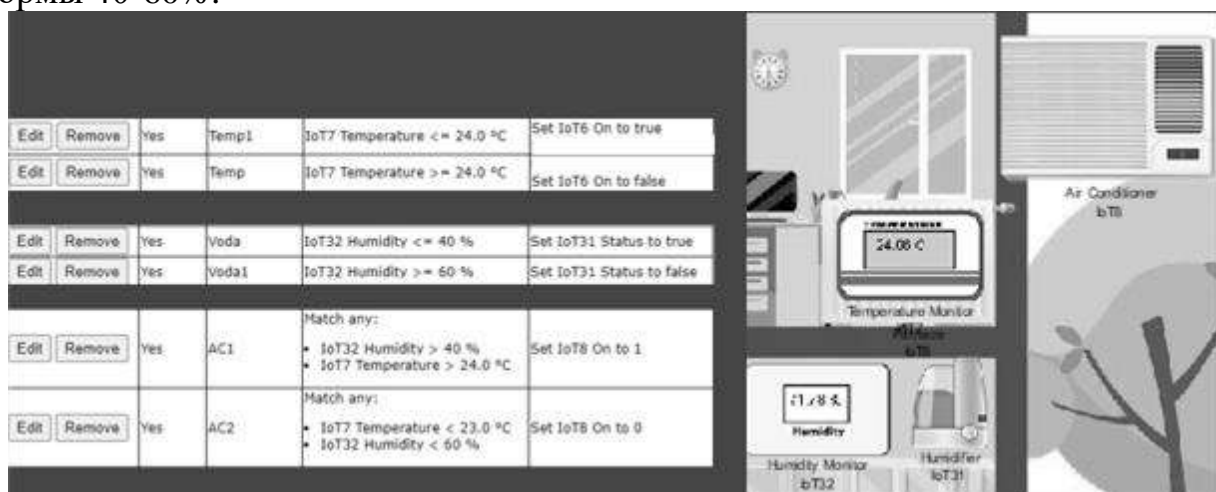 40-60%.
Edit Remove Yes Temp1 IoT7 Temperature <= 24.0 °C Set IoT6 On to true
Edit Remove Yes Temp IoT7 Temperature >= 24.0 °C Set IoT6 On to false
Edit Remove Yes Voda IoT32 Humidity <= 40 % Set IoT31 Status to true
Edit Remove Yes Voda1 IoT32 Humidity >= 60 % Set IoT31 Status to false
Match any:
Edit Remove Yes AC1 • IoT32 Humidity > 40 % Set IoT8 On to 1
• IoT7 Temperature > 24.0 °C
Match any:
Edit Remove Yes AC2 • IoT7 Temperature < 23.0 °C Set IoT8 On to 0
• IoT32 Humidity < 60 %
Air Conditioner
24.06 C
Temperature Monitor
Humidity
Humidity Monitor
IoT32
Humidifier
IoT31